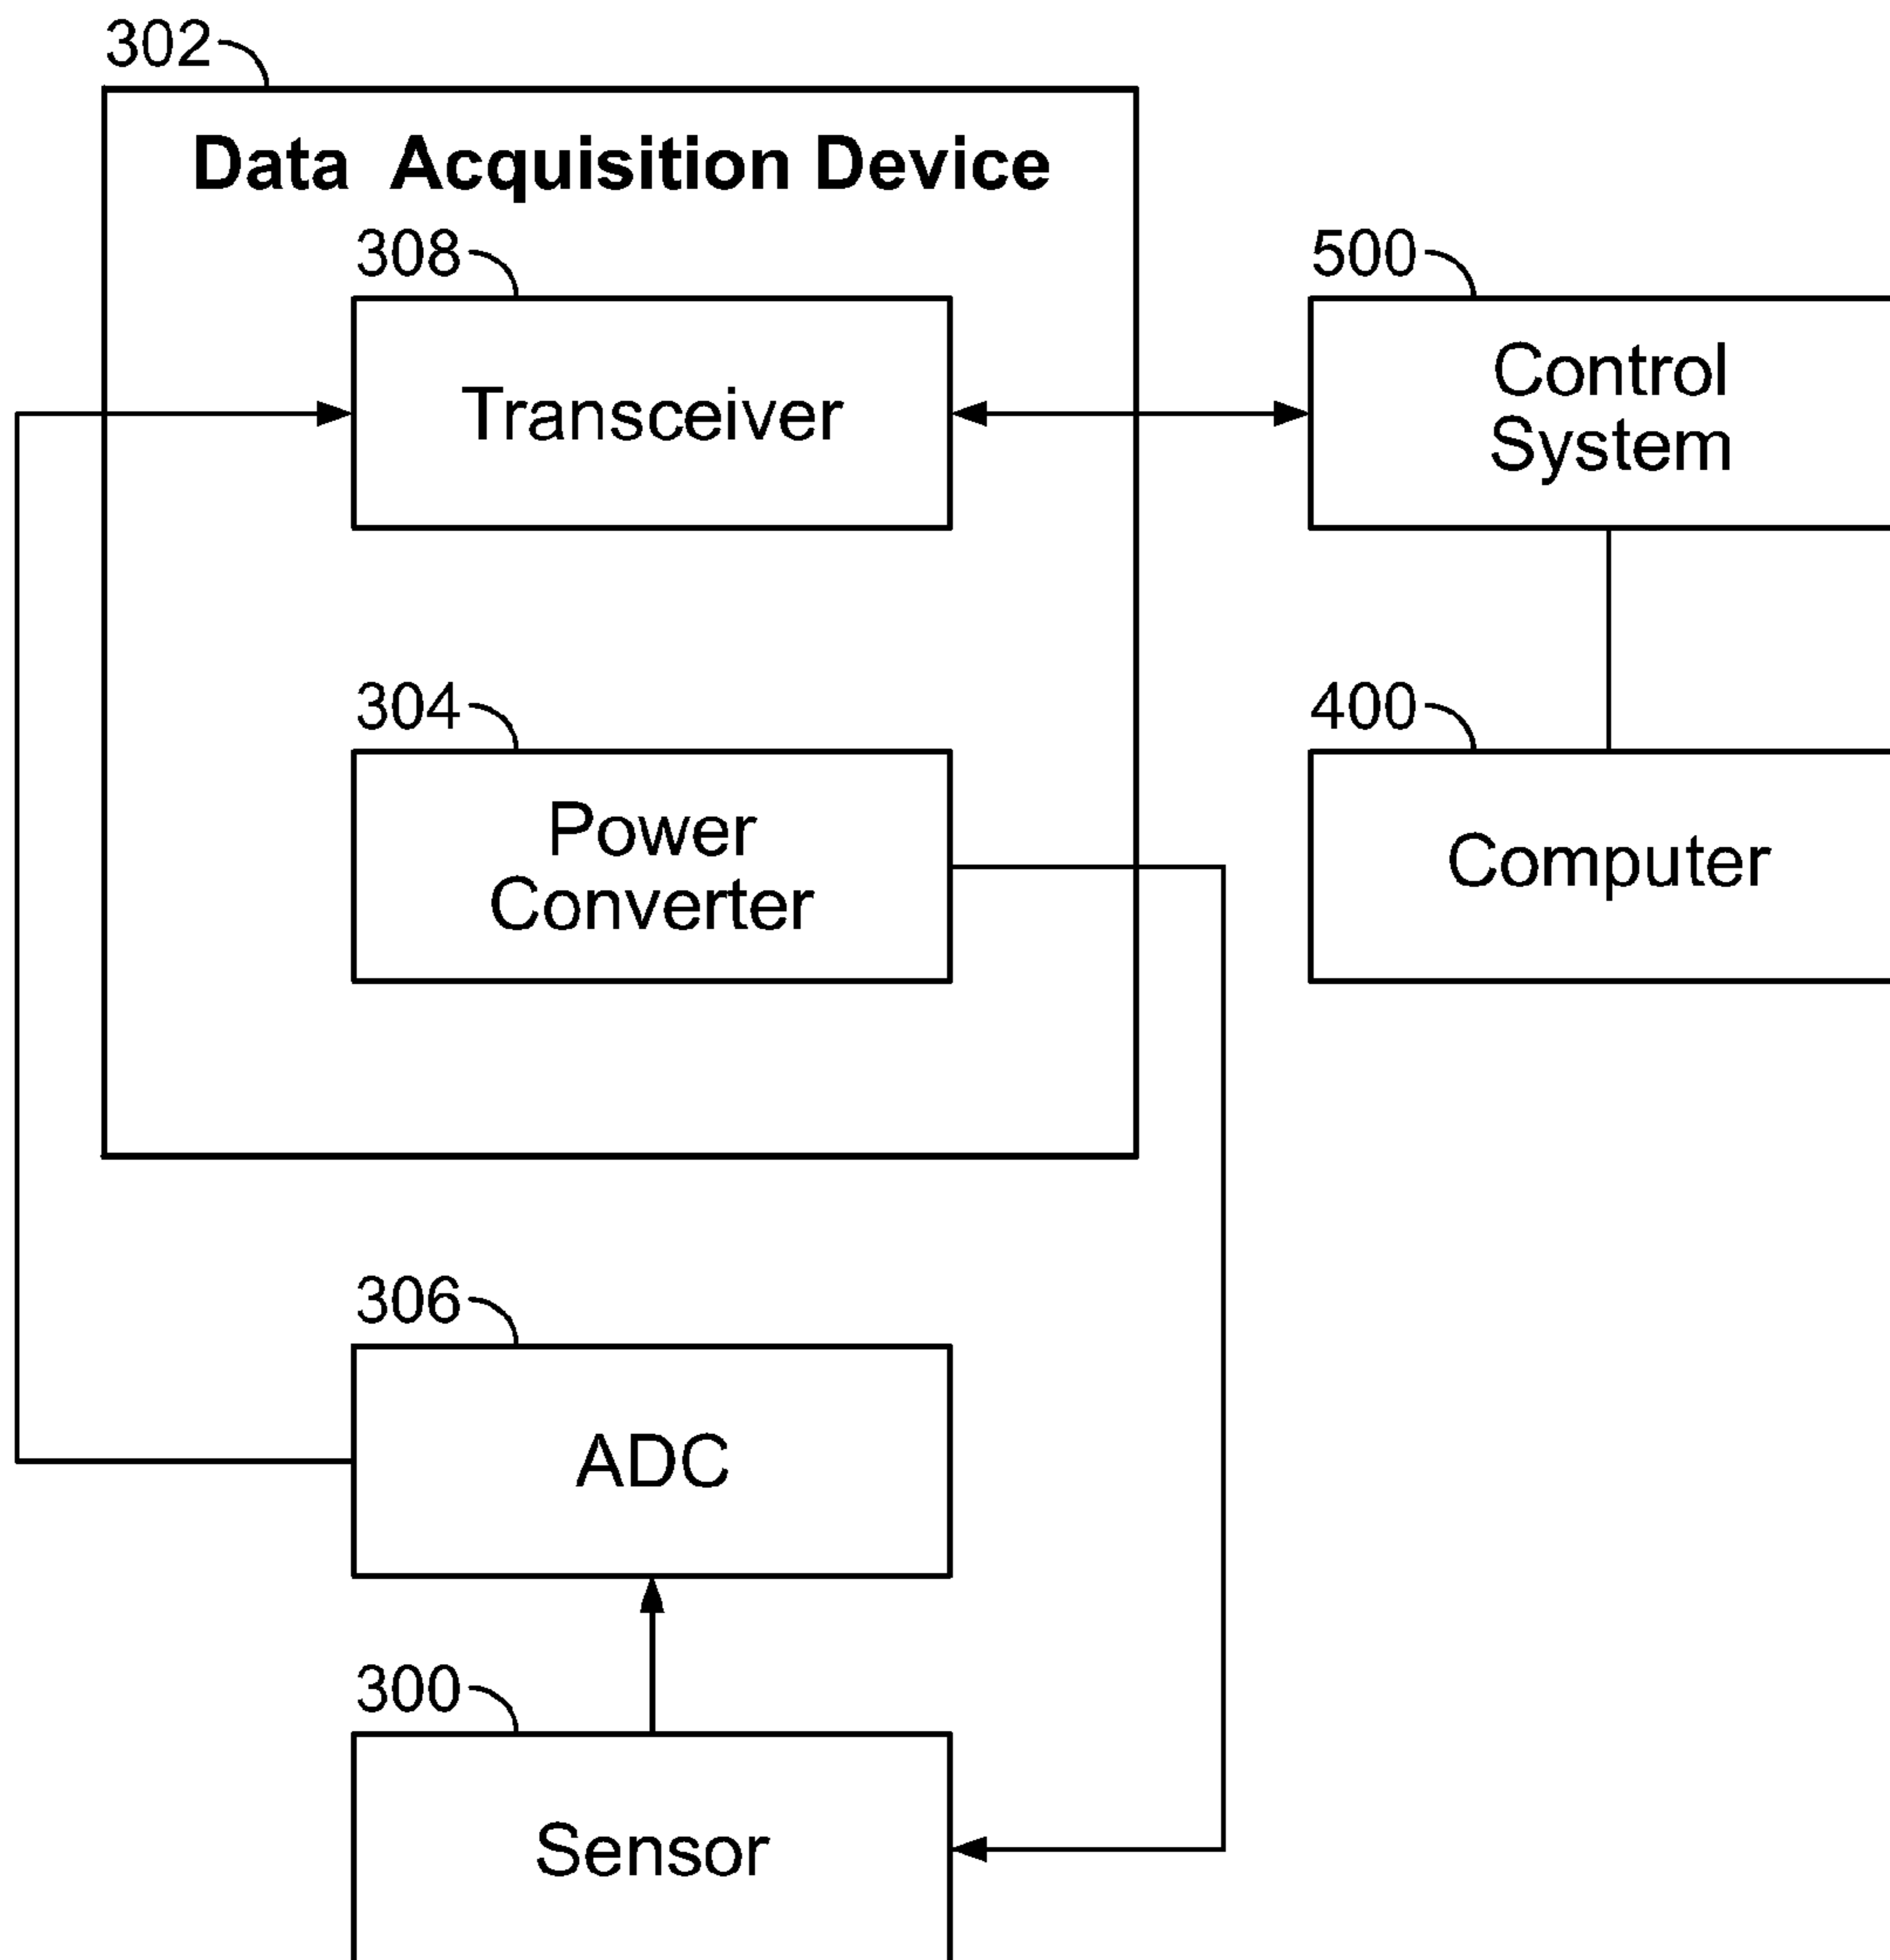 302
Data Acquisition Device
308
Transceiver
500
Control
System
304
Power
Converter
400
Computer
306
ADC
300
Sensor